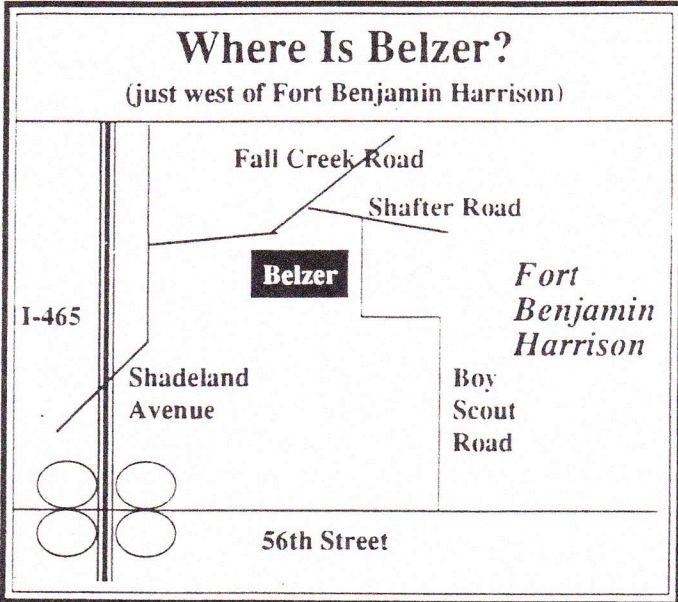 Where Is Belzer?
(just west of Fort Benjamin Harrison)
Fall Creek Road
Shafter Road
Belzer
Fort
Benjamin
Harrison
I-465
Shadeland
Avenue
Boy
Scout
Road
56th Street